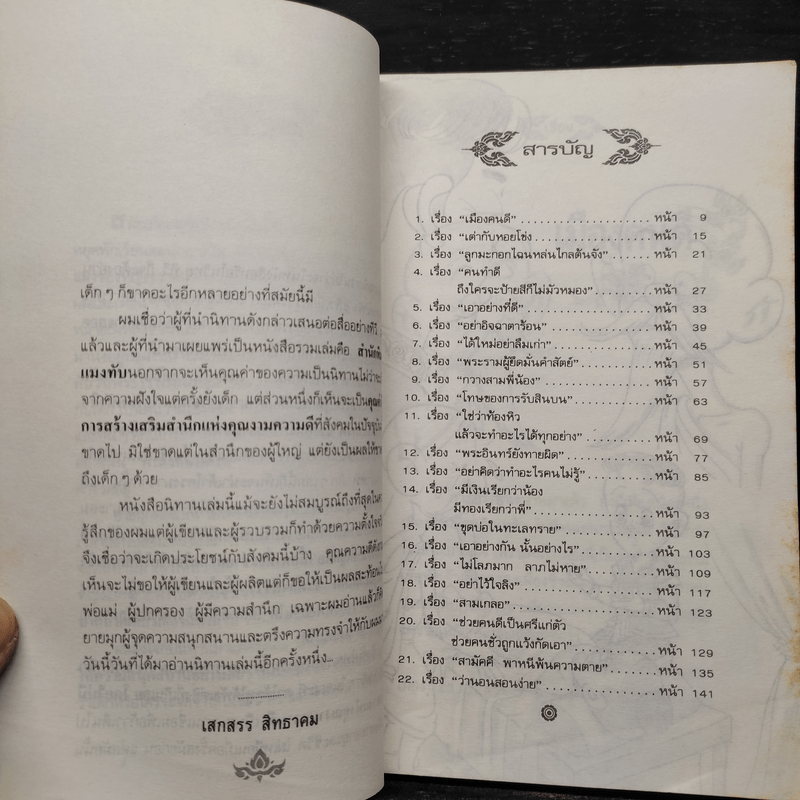 เด็ก ๆ ก็ขาดอะไรอีกหลายอย่างที่สมัยนี้มี
ผมเชื่อว่าผู้ที่นำนิทานดังกล่าวเสนอต่อสื่ออย่างทีวี
แล้วและผู้ที่นำมาเผยแพร่เป็นหนังสือรวมเล่มคือ
แมงทับนอกจากจะเห็นคุณค่าของความเป็นนิทานไม่ว่าจะ
จากความฝังใจแต่ครั้งยังเด็ก แต่ส่วนหนึ่งก็เห็นจะเป็น
การสร้างเสริมสำนึกแห่งคุณงามความดีที่สังคมในปัจจุบัน
ขาดไป มิใช่ขาดแต่ในสำนึกของผู้ใหญ่ แต่ยังเป็นผลให้
ถึงเด็ก ๆ ด้วย
หนังสือนิทานเล่มนี้แม้จะยังไม่สมบูรณ์ถึงที่สุดใน
รู้สึกของผมแต่ผู้เขียนและผู้รวบรวมก็ทำด้วยความตั้งใจ
จึงเชื่อว่าจะเกิดประโยชน์กับสังคมนี้บ้าง คุณความดี
เห็นจะไม่ขอให้ผู้เขียนและผู้ผลิตแต่ก็ขอให้เป็นผลสะท้อน
พ่อแม่ ผู้ปกครอง ผู้มีความสำนึก เฉพาะผมอ่านแล้วก็
ยายมุกผู้จุดความสนุกสนานและตรึงความทรงจำให้กับผม
วันนี้วันที่ได้มาอ่านนิทานเล่มนี้อีกครั้งหนึ่ง...
....................
เสกสรร สิทธาคม
สารบัญ
1. เรื่อง "เมืองคนดี" .................... หน้า 9
2. เรื่อง "เต่ากับหอยโข่ง .................... หน้า 15
3. เรื่อง "ลูกมะกอกไฉนหล่นไกลต้นจัง" .......... หน้า 21
4. เรื่อง "คนทำดี
ถึงใครจะป้ายสีก็ไม่มัวหมอง" .......... หน้า 27
5. เรื่อง "เอาอย่างที่ดี" .................... หน้า 33
6. เรื่อง "อย่าอิจฉาตาร้อน" .................... หน้า 39
7. เรื่อง "ได้ใหม่อย่าลืมเก่า" .................... หน้า 45
8. เรื่อง "พระรามผู้ยึดมั่นคำสัตย์" .............. หน้า 51
9. เรื่อง "กวางสามพี่น้อง" .................... หน้า 57
10. เรื่อง "โทษของการรับสินบน" .................. หน้า 63
11. เรื่อง "ใช่ว่าท้องหิว
แล้วจะทำอะไรได้ทุกอย่าง" .......... หน้า 69
12. เรื่อง "พระอินทร์ยังทายผิด" .................. หน้า 77
13. เรื่อง "อย่าคิดว่าทำอะไรคนไม่รู้" .............. หน้า 85
14. เรื่อง "มีเงินเรียกว่าน้อง
มีทองเรียกว่าพี่" .................... หน้า 93
15. เรื่อง "ขุดบ่อในทะเลทราย" .................. หน้า 97
16. เรื่อง "เอาอย่างกัน นั้นอย่างไร" .............. หน้า 103
17. เรื่อง "ไม่โลภมาก ลาภไม่หาย" .............. หน้า 109
18. เรื่อง "อย่าไว้ใจลิง" .................... หน้า 117
19. เรื่อง "สามเกลอ" .................... หน้า 123
20. เรื่อง "ช่วยคนดีเป็นศรีแก่ตัว
ช่วยคนชั่วถูกแว้งกัดเอา" .............. หน้า 129
21. เรื่อง "สามัคคี พาหนีพ้นความตาย" .......... หน้า 135
22. เรื่อง "ว่านอนสอนง่าย" .................... หน้า 141